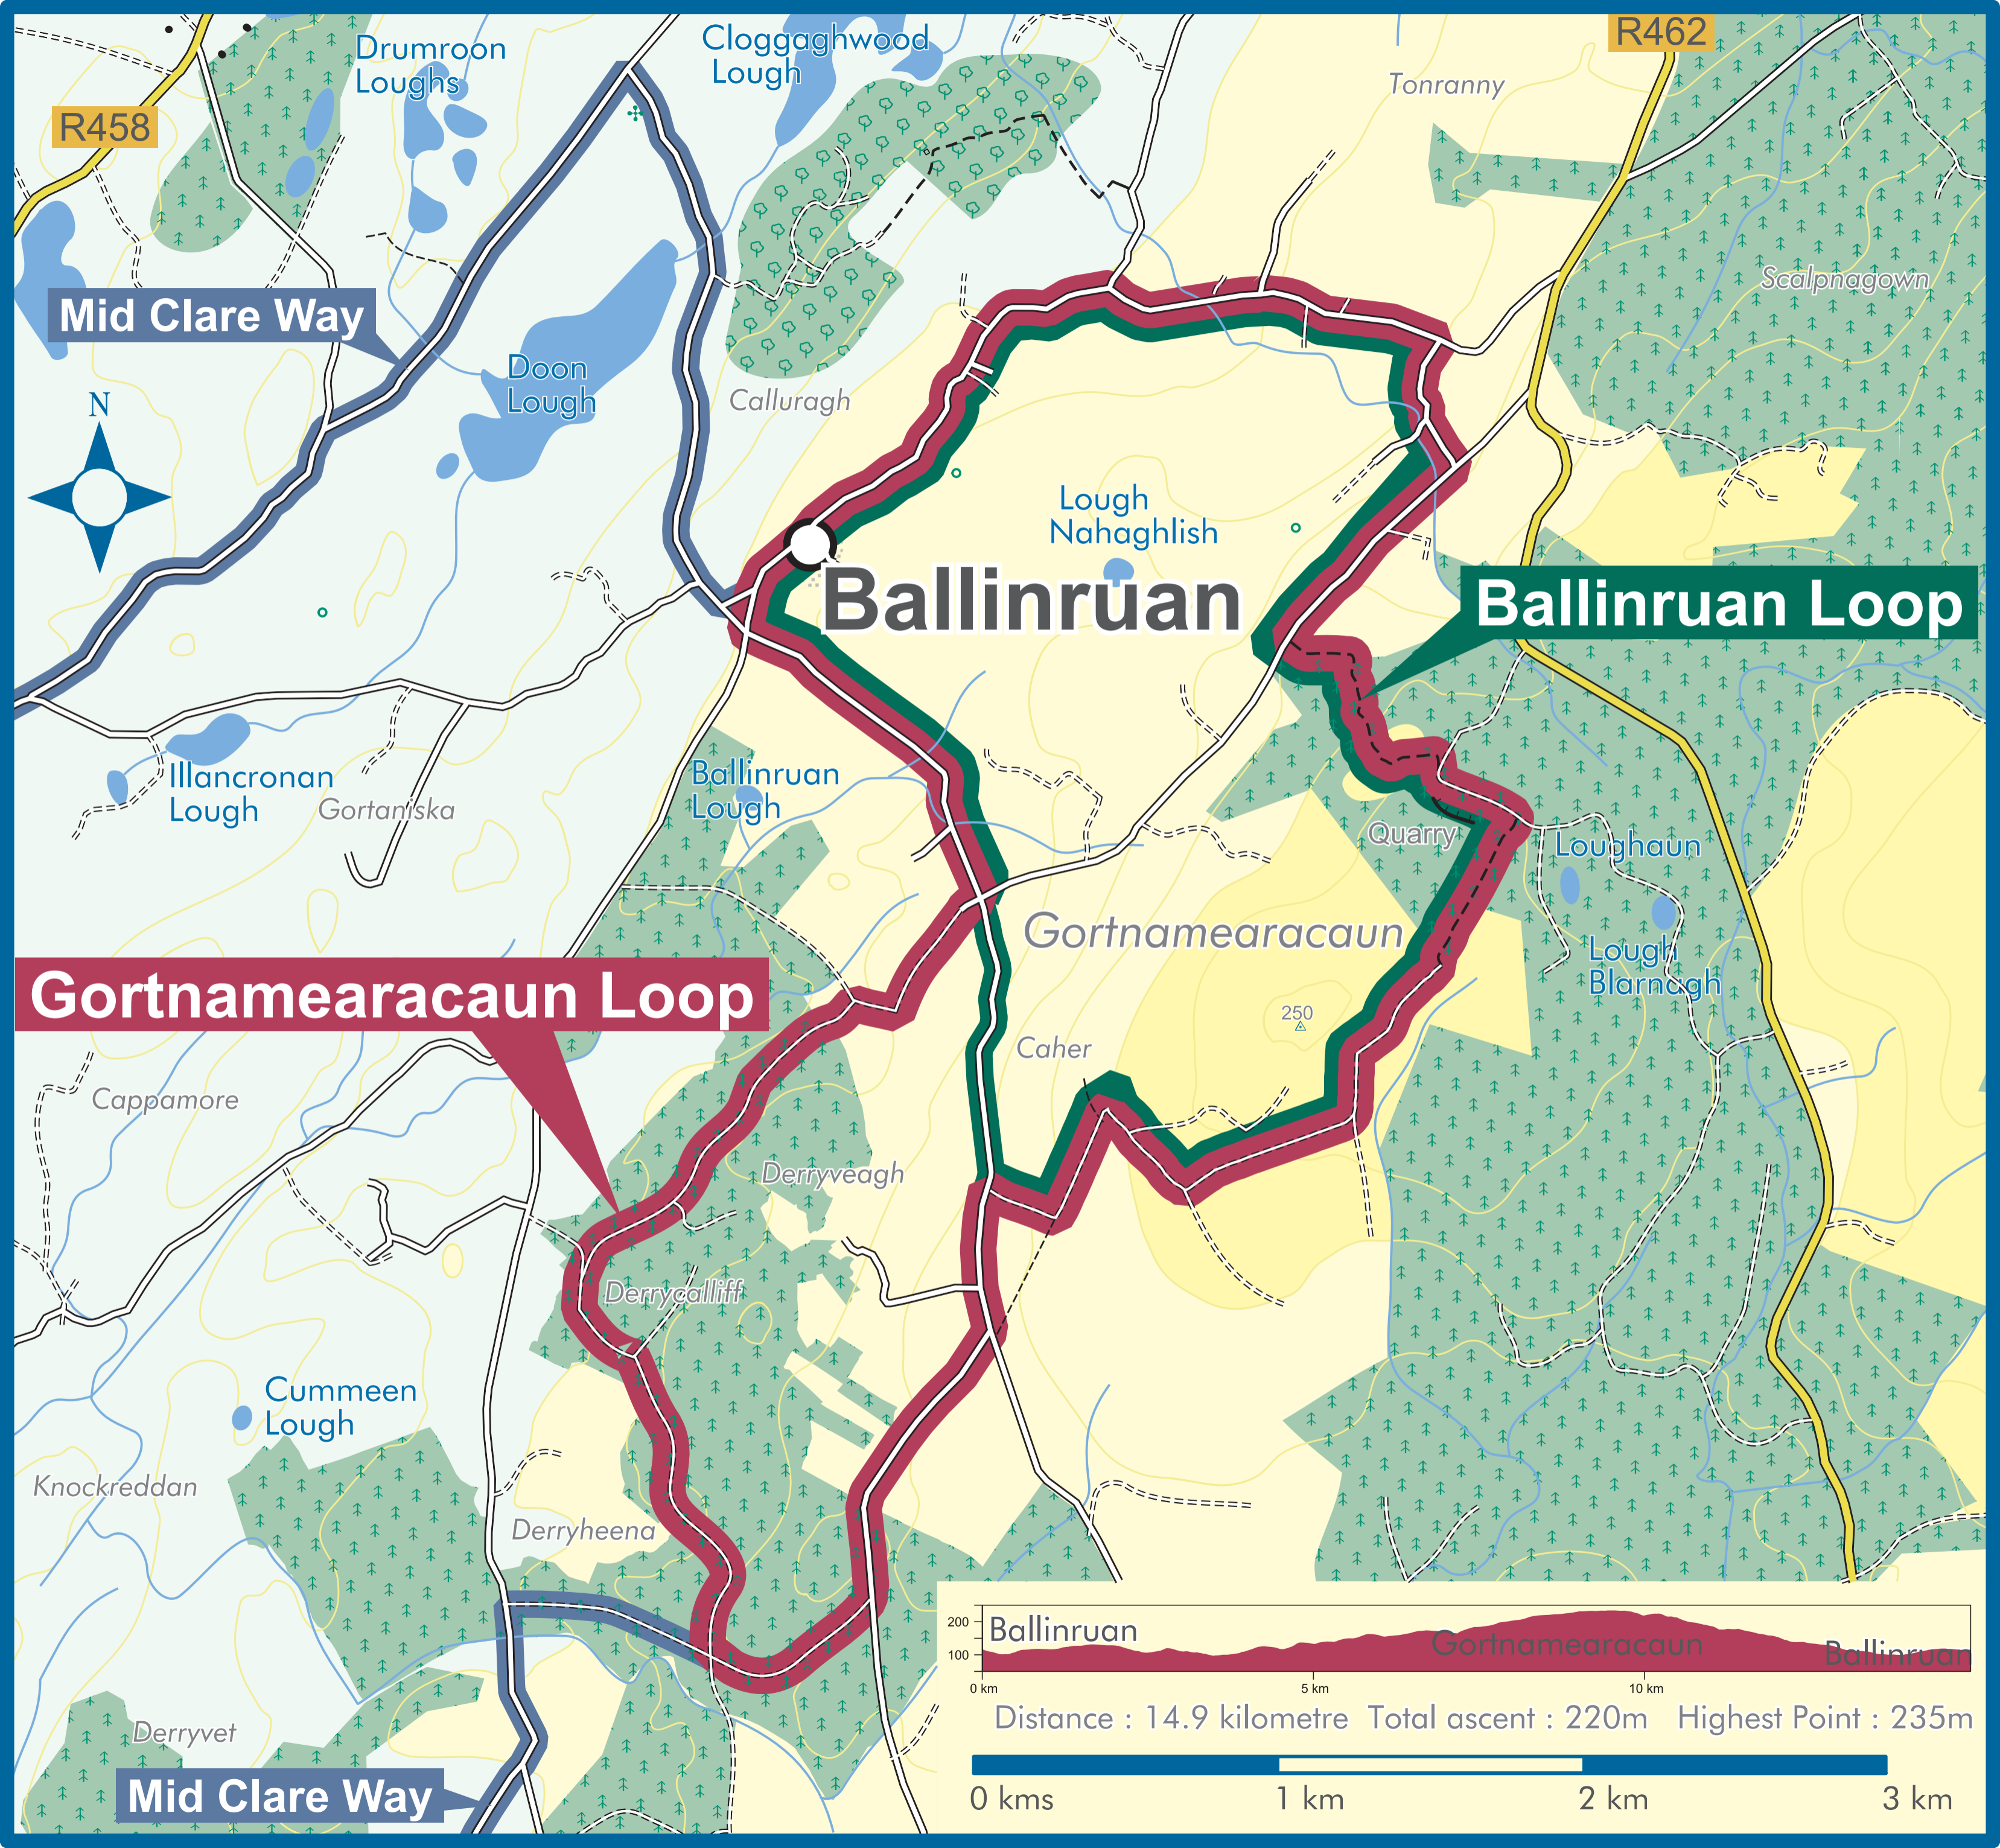 R462
Drumroon
Loughs
Cloggaghwood
Lough
Tonranny
R458
Scalpnagown
Mid Clare Way
Doon
Lough
Calluragh
N
Lough
Nahaghlish
Ballinruan
Ballinruan Loop
Illancronan
Lough
Gortaniska
Ballinruan
Lough
Quarry
Loughaun
Gortnamearacaun
Lough
Blarnagh
Gortnamearacaun Loop
250
Caher
Cappamore
Derryveagh
Derrycalliff
Cummeen
Lough
Knockreddan
Derryheena
200
100
Ballinruan
Gortnamearacaun
Ballinruan
0 km
5 km
10 km
Distance : 14.9 kilometre Total ascent : 220m Highest Point : 235m
Derryvet
Mid Clare Way
0 kms
1 km
2 km
3 km